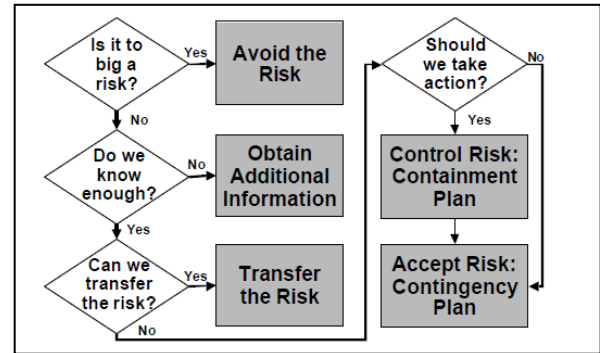 Is it to
big a
risk?
Yes
Avoid the
Risk
No
Do we
know
enough?
No
Obtain
Additional
Information
Yes
Can we
transfer
the risk?
Yes
Transfer
the Risk
No
Should
we take
action?
No
Yes
Control Risk:
Containment
Plan
Accept Risk:
Contingency
Plan